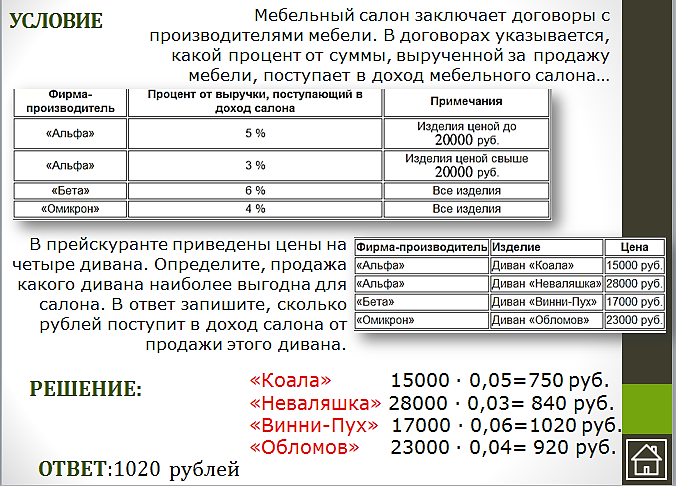 УСЛОВИЕ
Мебельный салон заключает договоры с
производителями мебели. В договорах указывается,
какой процент от суммы, вырученной за продажу
мебели, поступает в доход мебельного салона…
Фирма-производитель Процент от выручки, поступающий в доход салона Примечания
«Альфа» 5 % Изделия ценой до 20000 руб.
«Альфа» 3 % Изделия ценой свыше 20000 руб.
«Бета» 6 % Все изделия
«Омикрон» 4 % Все изделия
В прейскуранте приведены цены на
четыре дивана. Определите, продажа
какого дивана наиболее выгодна для
салона. В ответ запишите, сколько
рублей поступит в доход салона от
продажи этого дивана.
Фирма-производитель Изделие Цена
«Альфа» Диван «Коала» 15000 руб.
«Альфа» Диван «Неваляшка» 28000 руб.
«Бета» Диван «Винни-Пух» 17000 руб.
«Омикрон» Диван «Обломов» 23000 руб.
РЕШЕНИЕ:
«Коала» 15000 · 0,05=750 руб.
«Неваляшка» 28000 · 0,03= 840 руб.
«Винни-Пух» 17000 · 0,06=1020 руб.
«Обломов» 23000 · 0,04= 920 руб.
ОТВЕТ:1020 рублей